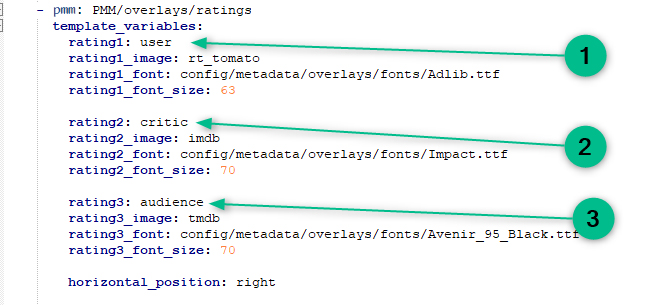 - pmm: PMM/overlays/ratings
template_variables:
rating1: user
1
rating1_image: rt_tomato
rating1_font: config/metadata/overlays/fonts/Adlib.ttf
rating1_font_size: 63
rating2: critic
2
rating2_image: imdb
rating2_font: config/metadata/overlays/fonts/Impact.ttf
rating2_font_size: 70
rating3: audience
3
rating3_image: tmdb
rating3_font: config/metadata/overlays/fonts/Avenir_95_Black.ttf
rating3_font_size: 70
horizontal_position: right